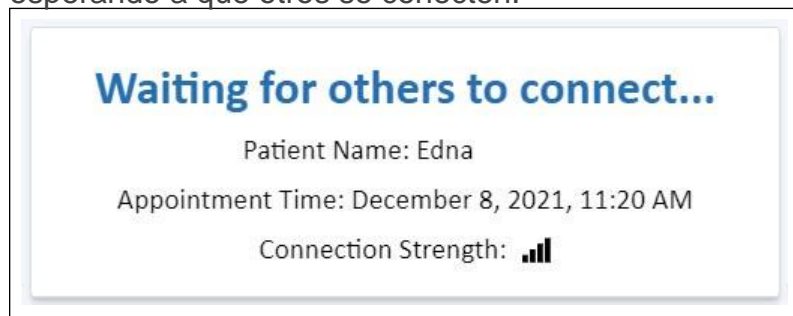 esperando a que otros se conecten.
Waiting for others to connect...
Patient Name: Edna
Appointment Time: December 8, 2021, 11:20 AM
Connection Strength: